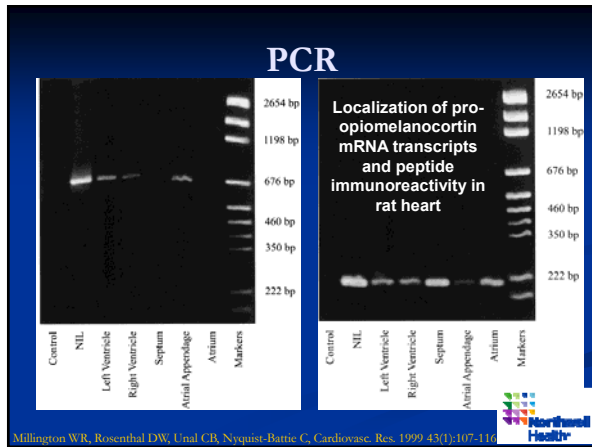 PCR
2654 bp
1198 bp
676 bp
460 bp
350 bp
222 bp
Control
NIL
Left Ventricle
Right Ventricle
Septum
Atrial Appendage
Atrium
Markers
Localization of pro-
opiomelanocortin
mRNA transcripts
and peptide
immunoreactivity in
rat heart
2654 bp
1198 bp
676 bp
460 bp
350 bp
222 bp
Control
NIL
Left Ventricle
Right Ventricle
Septum
Atrial Appendage
Atrium
Markers
Millington WR, Rosenthal DW, Unal CB, Nyquist-Battie C, Cardiovasc. Res. 1999 43(1):107-116
Northwell
Health